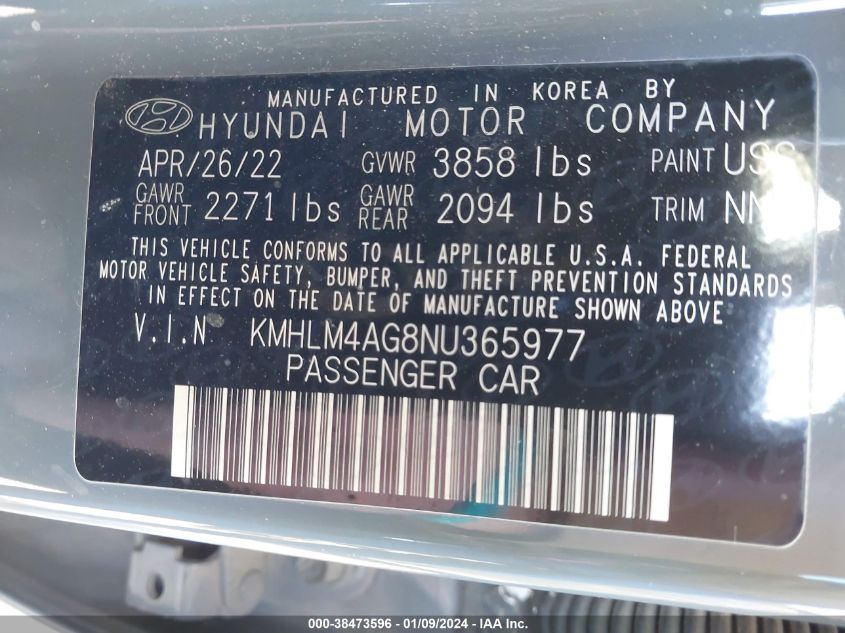 MANUFACTURED IN KOREA BY
HYUNDAI MOTOR COMPANY
APR/26/22 GVWR 3858 lbs PAINT
GAWR FRONT 2271 lbs GAWR REAR 2094 lbs TRIM
THIS VEHICLE CONFORMS TO ALL APPLICABLE U.S.A. FEDERAL
MOTOR VEHICLE SAFETY, BUMPER, AND THEFT PREVENTION STANDARDS
IN EFFECT ON THE DATE OF MANUFACTURE SHOWN ABOVE
V.I.N KMHLM4AG8NU365977
PASSENGER CAR
000-38473596 - 01/09/2024 - IAA Inc.